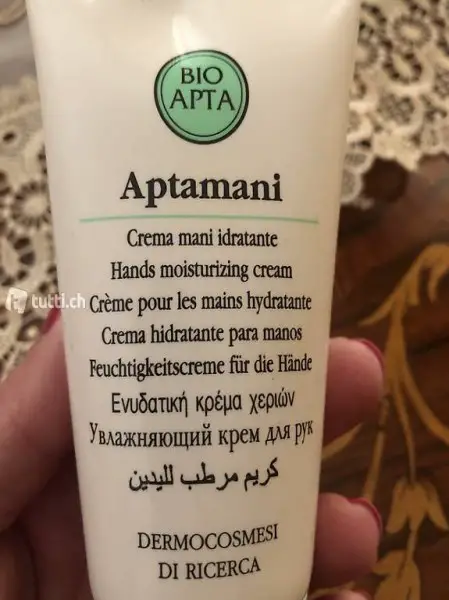 BIO
APTA
Aptamani
Crema mani idratante
Hands moisturizing cream
tutti.ch
Crème pour les mains hydratante
Crema hidratante para manos
Feuchtigkeitscreme für die Hände
Ενυδατική κρέμα χεριών
Увлажняющий крем для рук
كريم مرطب لليدين
DERMOCOSMESI
DI RICERCA